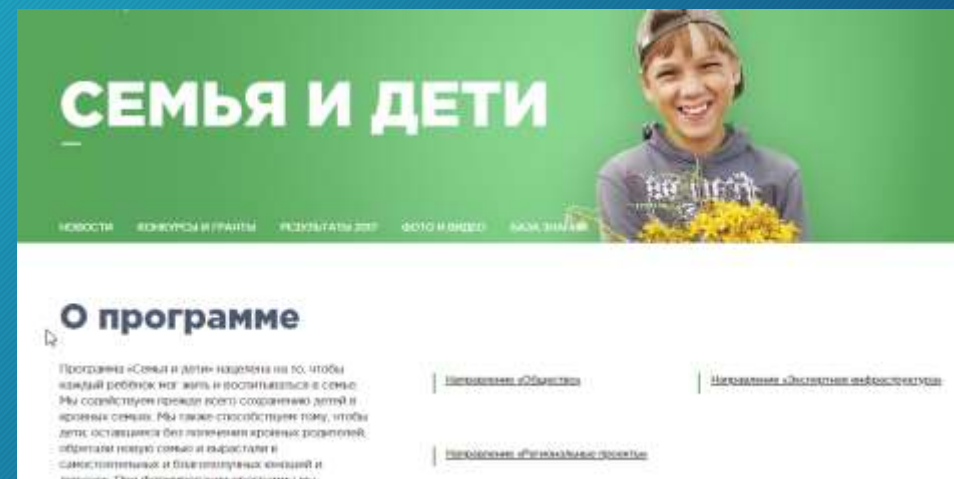 СЕМЬЯ И ДЕТИ
НОВОСТИ КОНКУРСЫ И ГРАНТЫ РЕЗУЛЬТАТЫ 2017 ФОТО И ВИДЕО БАЗА ЗНАНИЙ
О программе
Программа «Семья и дети» нацелена на то, чтобы
каждый ребёнок мог жить и воспитываться в семье.
Мы содействуем прежде всего сохранению детей в
кровных семьях. Мы также способствуем тому, чтобы
дети, оставшиеся без попечения кровных родителей,
обретали новую семью и вырастали в
самостоятельных и благополучных юношей и
Направление «Общество»
Направление «Экспертная инфраструктура»
Направление «Региональные проекты»